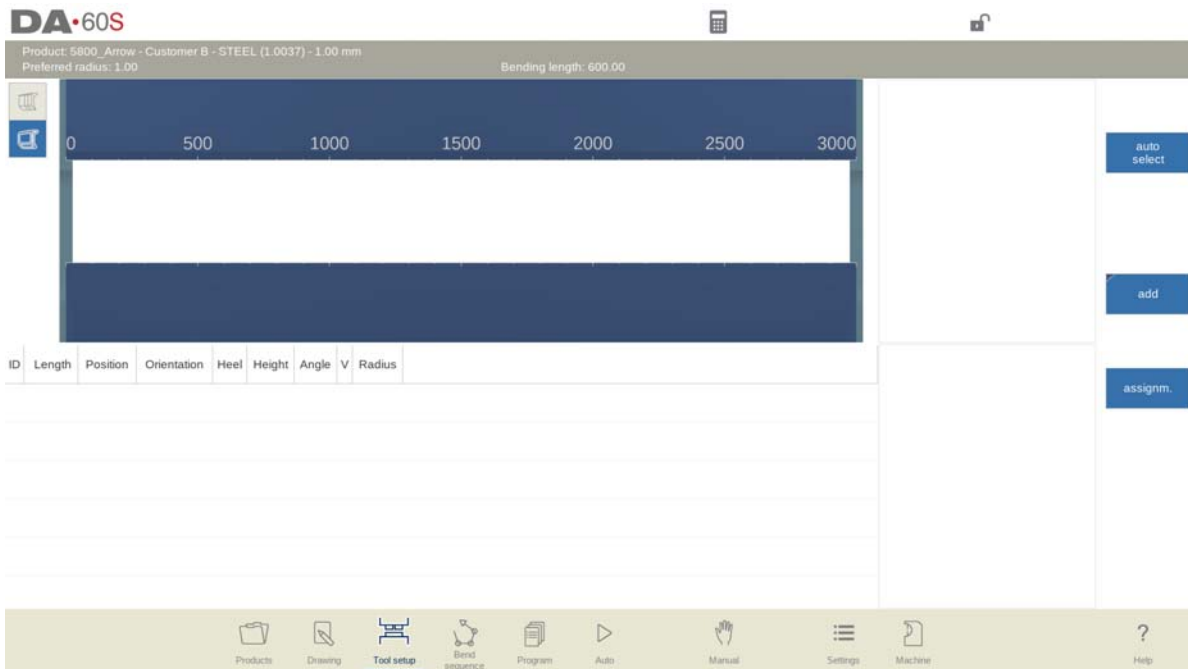 DA•60S
Product: 5800_Arrow - Customer B - STEEL (1.0037) - 1.00 mm
Preferred radius: 1.00 Bending length: 600.00
0 500 1000 1500 2000 2500 3000
auto
select
add
ID Length Position Orientation Heel Height Angle V Radius
assignm.
Products Drawing Tool setup Bend sequence Program Auto Manual Settings Machine ? Help